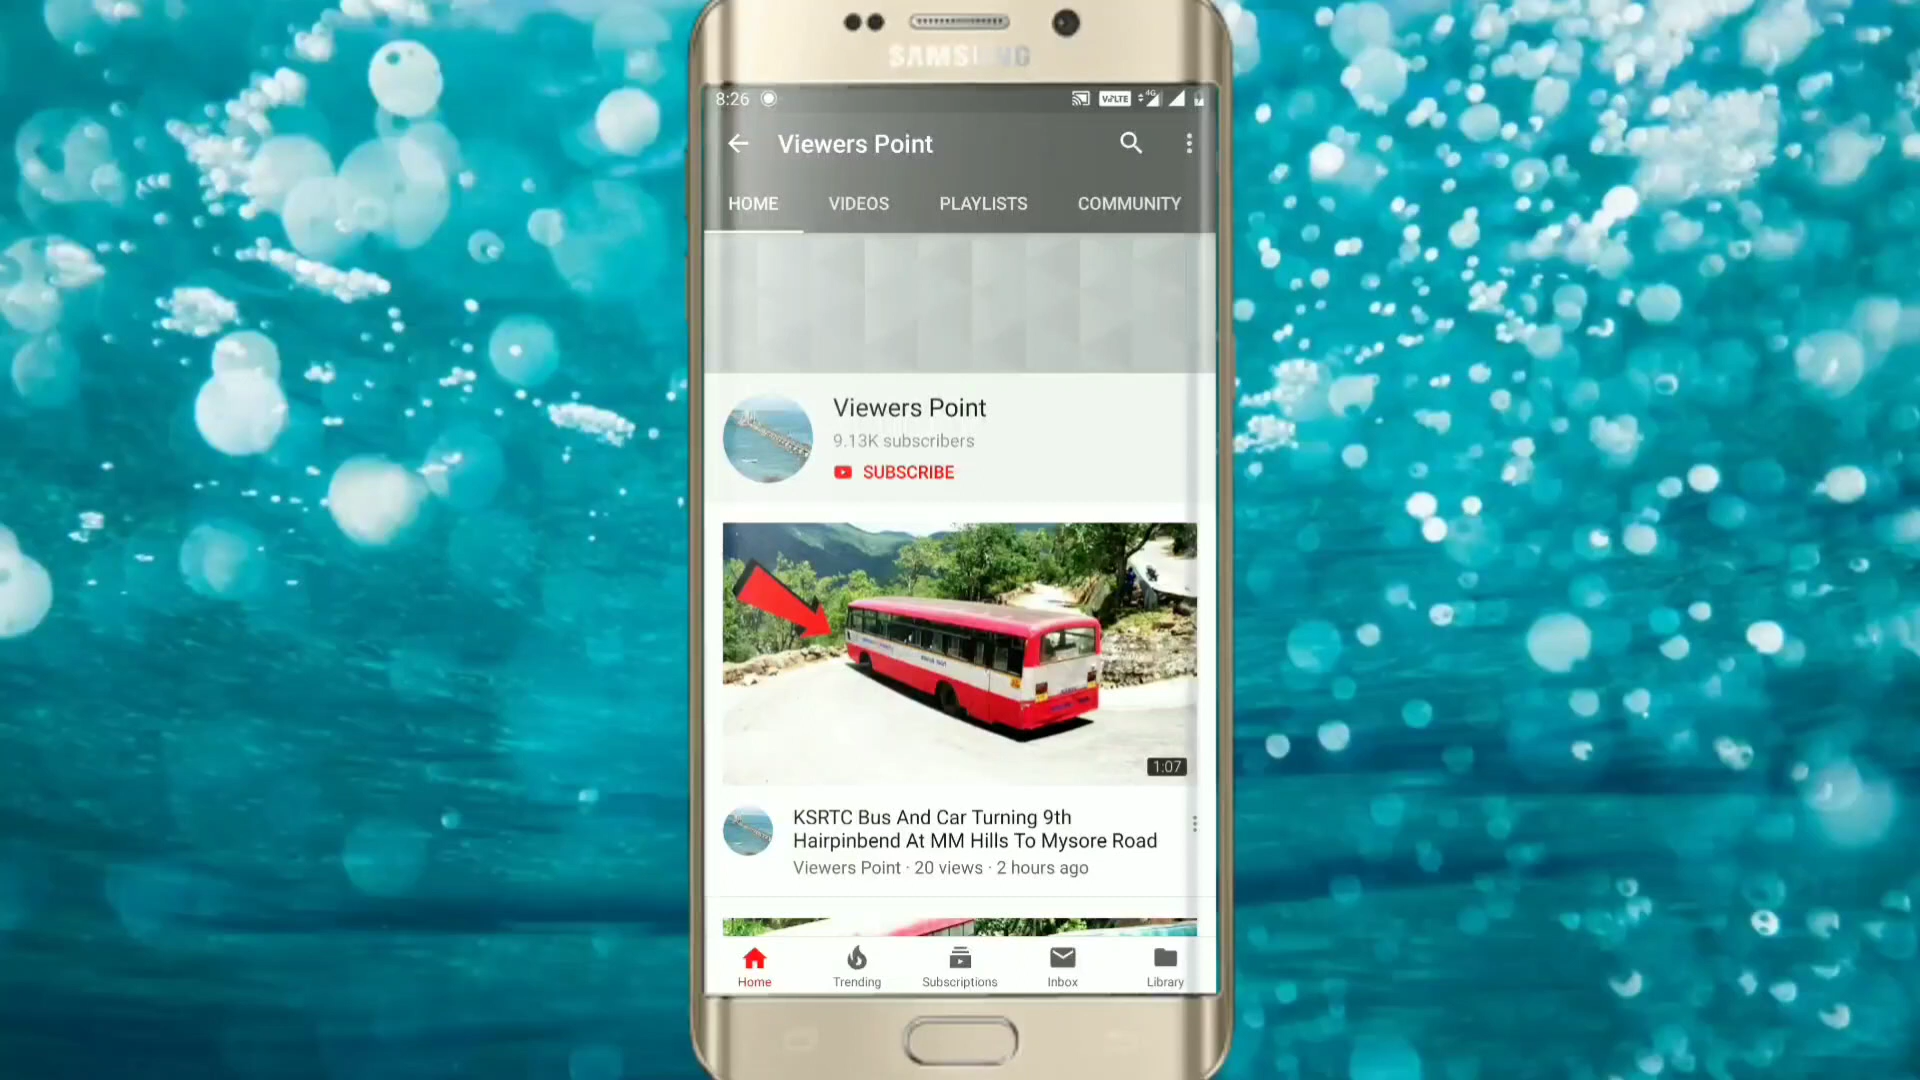 SAMSUNG
8:26
VoLTE 4G
Viewers Point
HOME VIDEOS PLAYLISTS COMMUNITY
Viewers Point
9.13K subscribers
SUBSCRIBE
1:07
KSRTC Bus And Car Turning 9th
Hairpinbend At MM Hills To Mysore Road
Viewers Point · 20 views · 2 hours ago
Home Trending Subscriptions Inbox Library